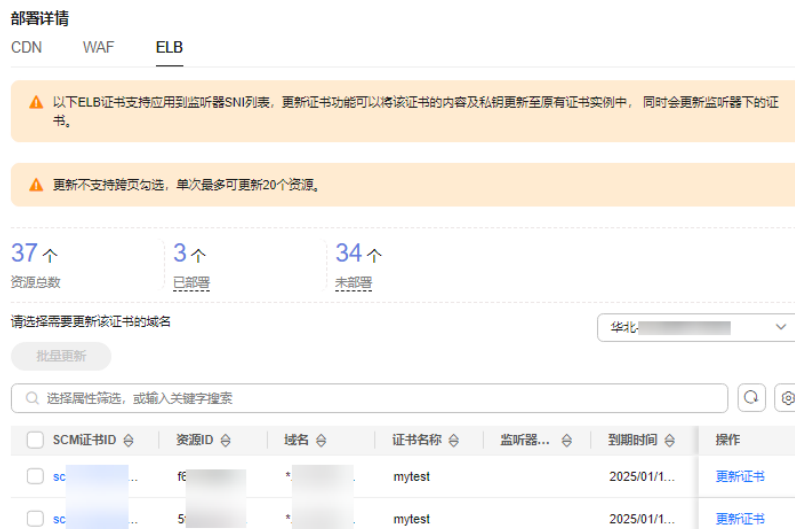 部署详情
CDN WAF ELB
以下ELB证书支持应用到监听器SNI列表，更新证书功能可以将该证书的内容及私钥更新至原有证书实例中， 同时会更新监听器下的证
书。
更新不支持跨页勾选，单次最多可更新20个资源。
37 个 3 个 34 个
资源总数 已部署 未部署
请选择需要更新该证书的域名
华北-
批量更新
选择属性筛选，或输入关键字搜索
SCM证书ID 资源ID 域名 证书名称 监听器... 到期时间 操作
sc ... f6 *. mytest 2025/01/1... 更新证书
sc ... 5 *. mytest 2025/01/1... 更新证书